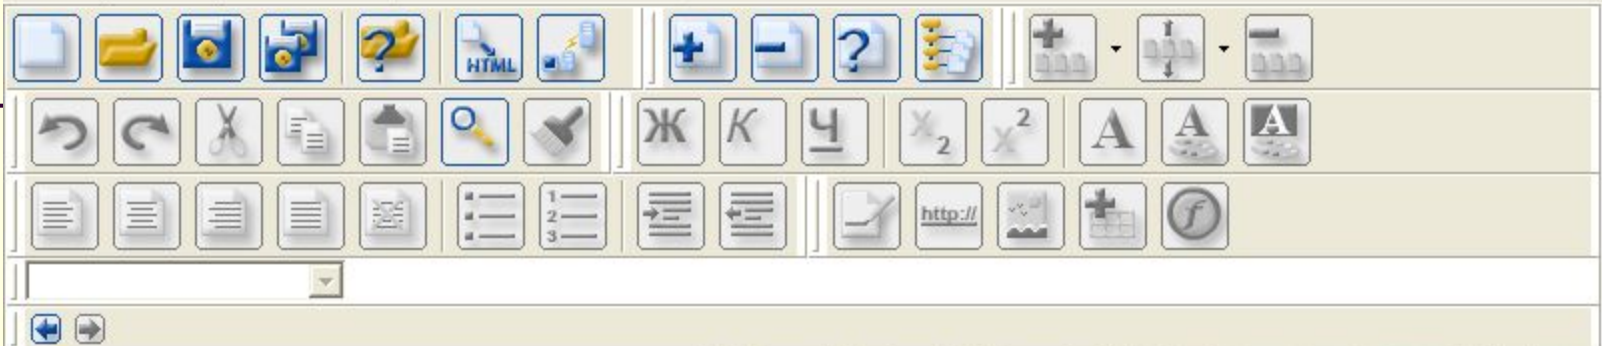 ? HTML ?
Ж К Ч X2 X2 A A A
1 2 3 http:// f